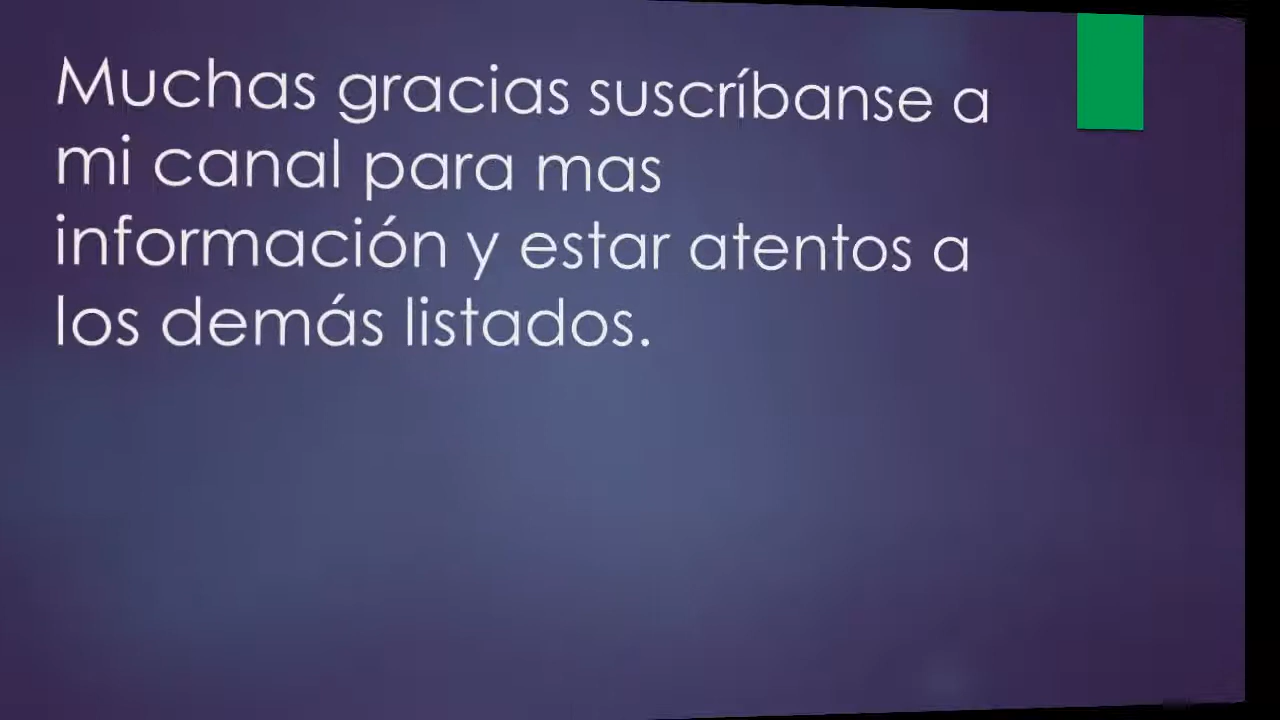 Muchas gracias suscríbanse a
mi canal para mas
información y estar atentos a
los demás listados.